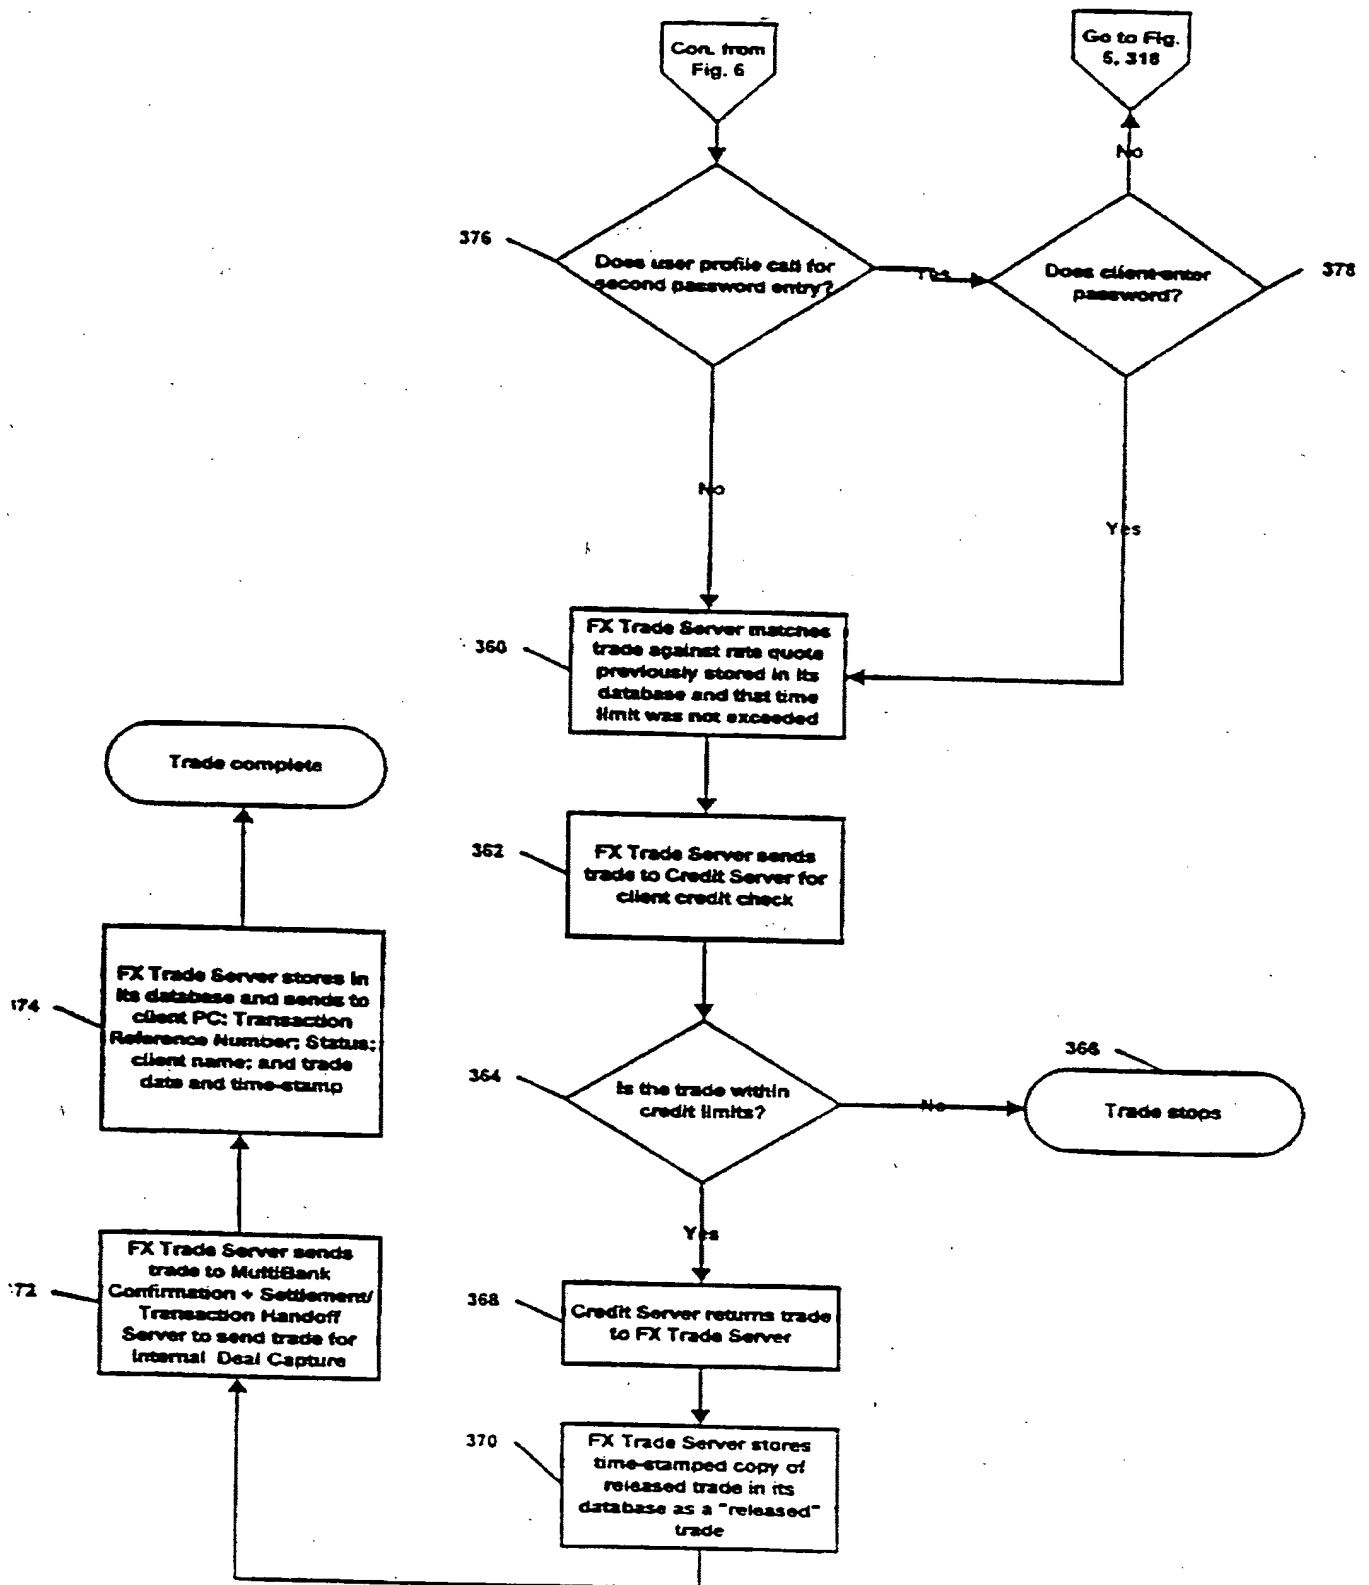 Con. from
Fig. 6
Go to Fig.
5, 318
No
376
Does user profile call for
second password entry?
Yes
Does client enter
password?
378
No
Yes
360
FX Trade Server matches
trade against rate quote
previously stored in its
database and that time
limit was not exceeded
Trade complete
362
FX Trade Server sends
trade to Credit Server for
client credit check
374
FX Trade Server stores in
its database and sends to
client PC: Transaction
Reference Number; Status;
client name; and trade
date and time-stamp
364
Is the trade within
credit limits?
No
366
Trade stops
Yes
372
FX Trade Server sends
trade to MultiBank
Confirmation + Settlement/
Transaction Handoff
Server to send trade for
Internal Deal Capture
368
Credit Server returns trade
to FX Trade Server
370
FX Trade Server stores
time-stamped copy of
released trade in its
database as a "released"
trade